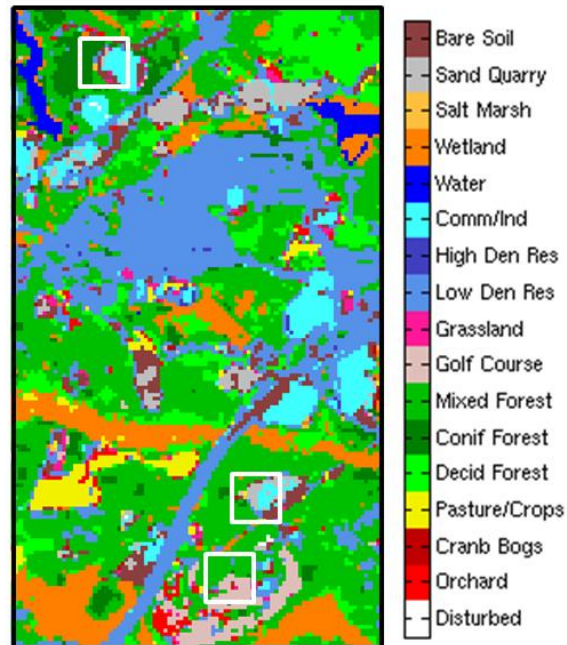 Bare Soil
Sand Quarry
Salt Marsh
Wetland
Water
Comm/Ind
High Den Res
Low Den Res
Grassland
Golf Course
Mixed Forest
Conif Forest
Decid Forest
Pasture/Crops
Cranb Bogs
Orchard
Disturbed